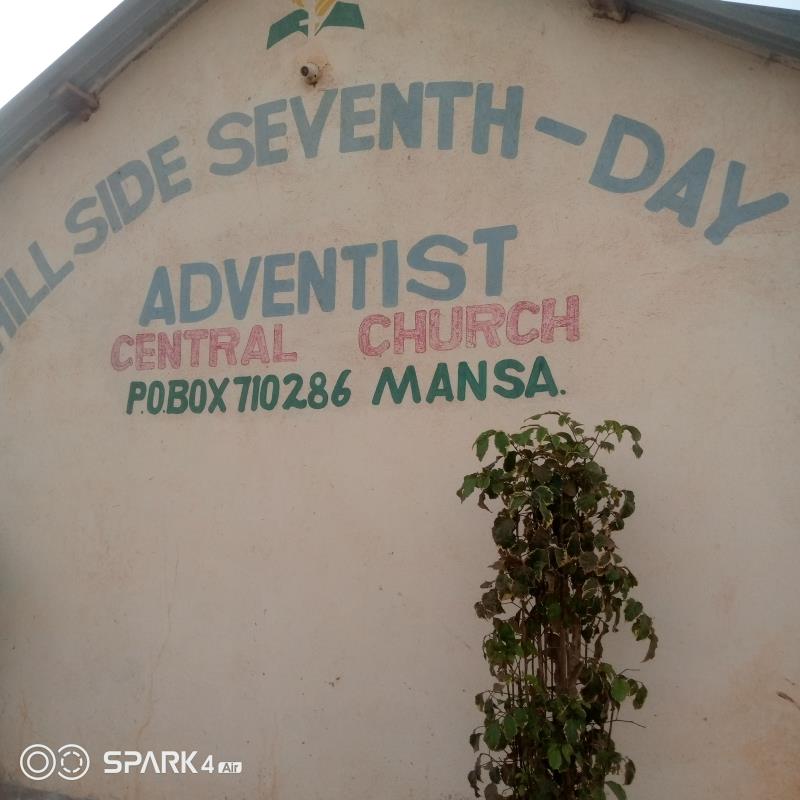 HILL SIDE SEVENTH-DAY
ADVENTIST
CENTRAL CHURCH
P.O.BOX 710286 MANSA.
SPARK 4 Air